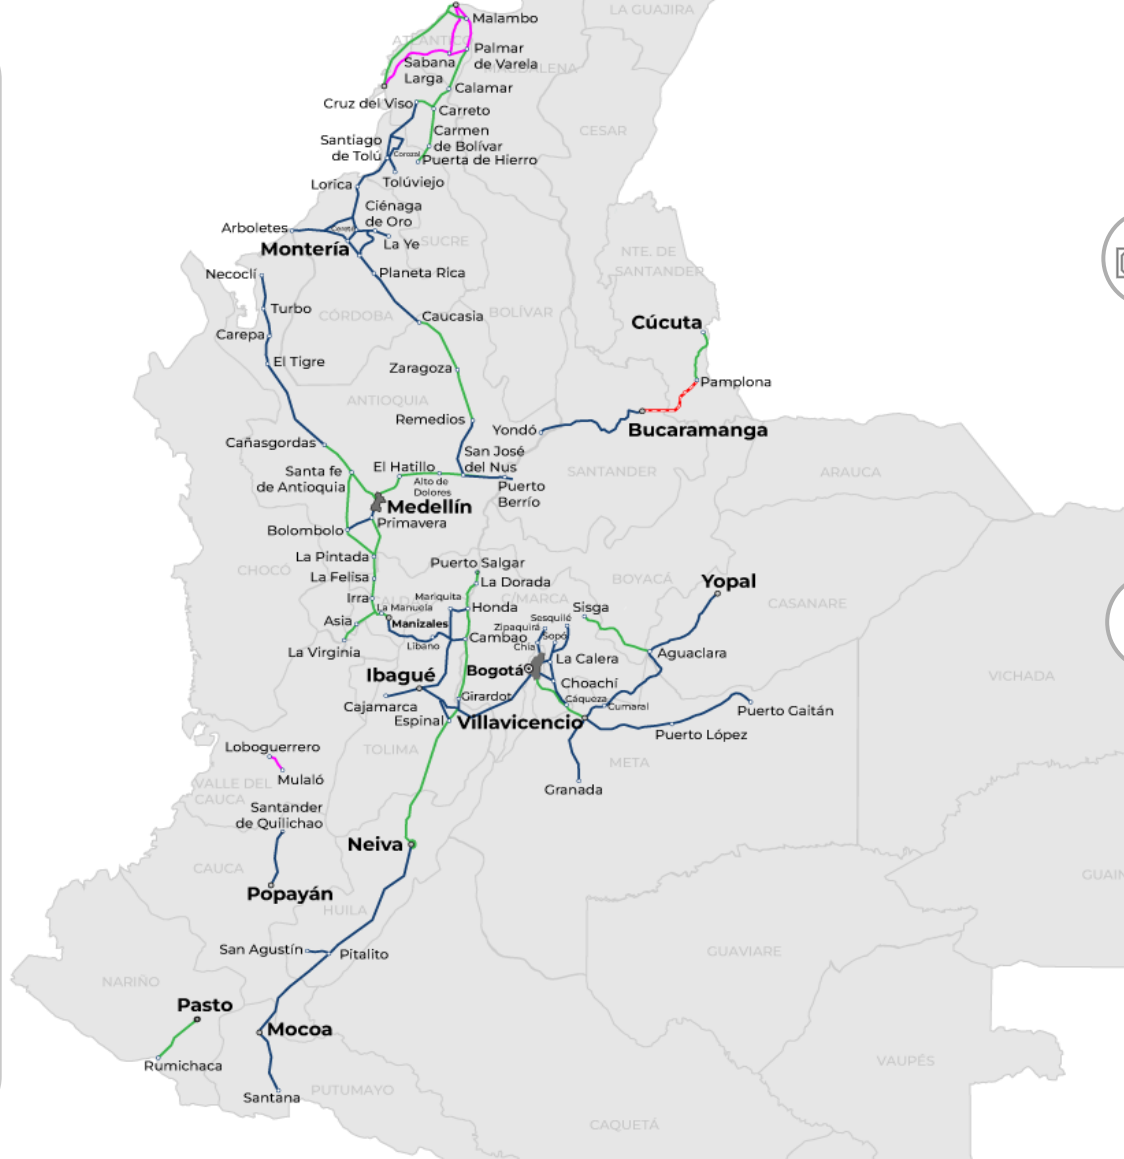 LA GUAJIRA
Malambo
ATLÁNTICO
Palmar
de Varela
Sabana
Larga
MAGDALENA
Calamar
Cruz del Viso
Carreto
CESAR
Carmen
de Bolívar
Santiago
de Tolú
Corozal
Puerta de Hierro
Lorica
Tolúviejo
Ciénaga
de Oro
Arboletes
Cereté
La Ye
SUCRE
Montería
NTE. DE
SANTANDER
Necoclí
Planeta Rica
Turbo
CÓRDOBA
Caucasia
BOLÍVAR
Cúcuta
Carepa
El Tigre
Zaragoza
Pamplona
ANTIOQUIA
Remedios
Yondó
Bucaramanga
Cañasgordas
San José
del Nus
Santa fe
de Antioquia
El Hatillo
SANTANDER
ARAUCA
Alto de
Dolores
Puerto
Berrío
Medellín
Primavera
Bolombolo
La Pintada
Puerto Salgar
CHOCÓ
La Felisa
La Dorada
BOYACÁ
Yopal
Irra
CALDAS
Mariquita
C/MARCA
CASANARE
La Manuela
Honda
Sisga
Asia
Manizales
Sesquilé
Zipaquirá
Sopó
Cambao
Líbano
Chía
La Virginia
La Calera
Aguaclara
Ibagué
Bogotá
VICHADA
Choachí
Cajamarca
Girardot
Cáqueza
Cumaral
Puerto Gaitán
Espinal
Villavicencio
Puerto López
Loboguerrero
TOLIMA
META
Mulaló
VALLE DEL
CAUCA
Granada
Santander
de Quilichao
Neiva
CAUCA
GUAIN
Popayán
HUILA
San Agustín
Pitalito
GUAVIARE
NARIÑO
Pasto
Mocoa
Rumichaca
VAUPÉS
Santana
PUTUMAYO
CAQUETÁ